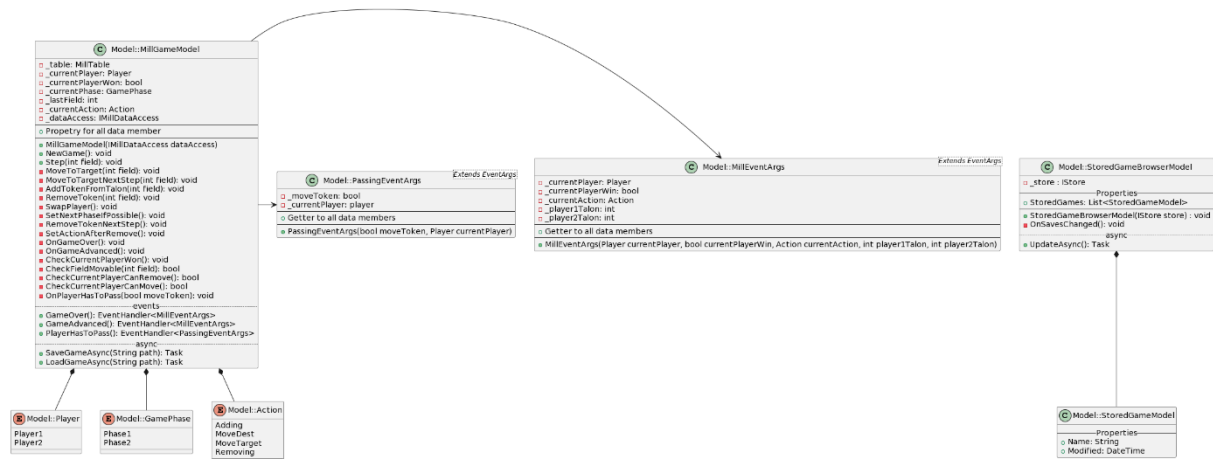 C Model::MillGameModel
_table: MillTable
_currentPlayer: Player
_currentPlayerWon: bool
_currentPhase: GamePhase
_lastField: int
_currentAction: Action
_dataAccess: IMillDataAccess
Propetry for all data member
MillGameModel(IMillDataAccess dataAccess)
NewGame(): void
Step(int field): void
MoveToTarget(int field): void
MoveToTargetNextStep(int field): void
AddTokenFromTalon(int field): void
RemoveToken(int field): void
SwapPlayer(): void
SetNextPhaseIfPossible(): void
RemoveTokenNextStep(): void
SetActionAfterRemove(): void
OnGameOver(): void
OnGameAdvanced(): void
CheckCurrentPlayerWon(): void
CheckFieldMovable(int field): bool
CheckCurrentPlayerCanRemove(): bool
CheckCurrentPlayerCanMove(): bool
OnPlayerHasToPass(bool moveToken): void
events
GameOver(): EventHandler<MillEventArgs>
GameAdvanced(): EventHandler<MillEventArgs>
PlayerHasToPass(): EventHandler<PassingEventArgs>
async
SaveGameAsync(String path): Task
LoadGameAsync(String path): Task
Extends EventArgs
C Model::PassingEventArgs
_moveToken: bool
_currentPlayer: player
Getter to all data members
PassingEventArgs(bool moveToken, Player currentPlayer)
Extends EventArgs
C Model::MillEventArgs
_currentPlayer: Player
_currentPlayerWin: bool
_currentAction: Action
_player1Talon: int
_player2Talon: int
Getter to all data members
MillEventArgs(Player currentPlayer, bool currentPlayerWin, Action currentAction, int player1Talon, int player2Talon)
C Model::StoredGameBrowserModel
_store : IStore
Properties
StoredGames: List<StoredGameModel>
StoredGameBrowserModel(IStore store) : void
OnSavesChanged(): void
async
UpdateAsync(): Task
E Model::Player
Player1
Player2
E Model::GamePhase
Phase1
Phase2
E Model::Action
Adding
MoveDest
MoveTarget
Removing
C Model::StoredGameModel
Properties
Name: String
Modified: DateTime